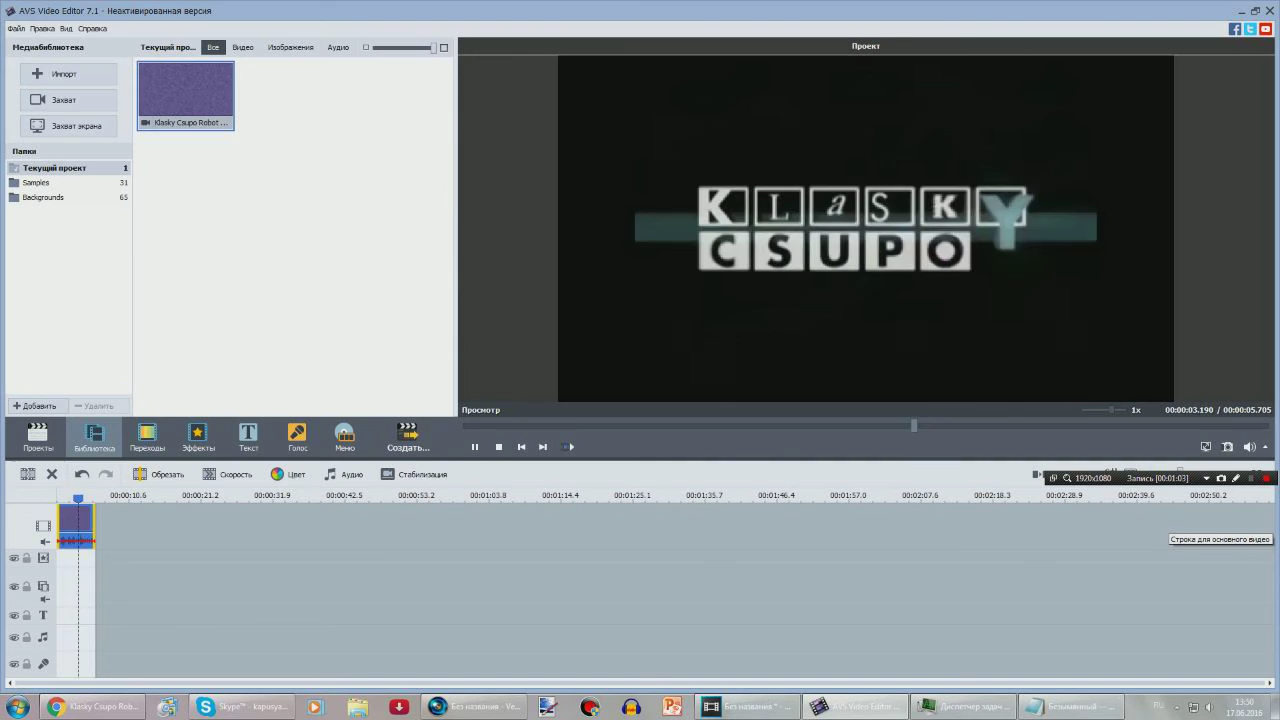 AVS Video Editor 7.1 - Неактивированная версия
Файл Правка Вид Справка
Медиабиблиотека
Текущий про... Все Видео Изображения Аудио
Проект
Импорт
Захват
Захват экрана
Папки
Текущий проект 1
Samples 31
Backgrounds 65
Klasky Csupo Robot ...
KLaSKY
CSUPO
Добавить Удалить
Просмотр
1x 00:00:03.190 / 00:00:05.705
Проекты Библиотека Переходы Эффекты Текст Голос Меню Создать...
Обрезать Скорость Цвет Аудио Стабилизация
1920x1080 Запись [00:01:03]
00:00:10.6 00:00:21.2 00:00:31.9 00:00:42.5 00:00:53.2 00:01:03.8 00:01:14.4 00:01:25.1 00:01:35.7 00:01:46.4 00:01:57.0 00:02:07.6 00:02:18.3 00:02:28.9 00:02:39.6 00:02:50.2
Строка для основного видео
Klasky Csupo Rob... Skype™ - kapusya... Без названия - Ve... Без названия * - ... AVS Video Editor ... Диспетчер задач ... Безымянный — ...
RU
13:50
17.06.2016